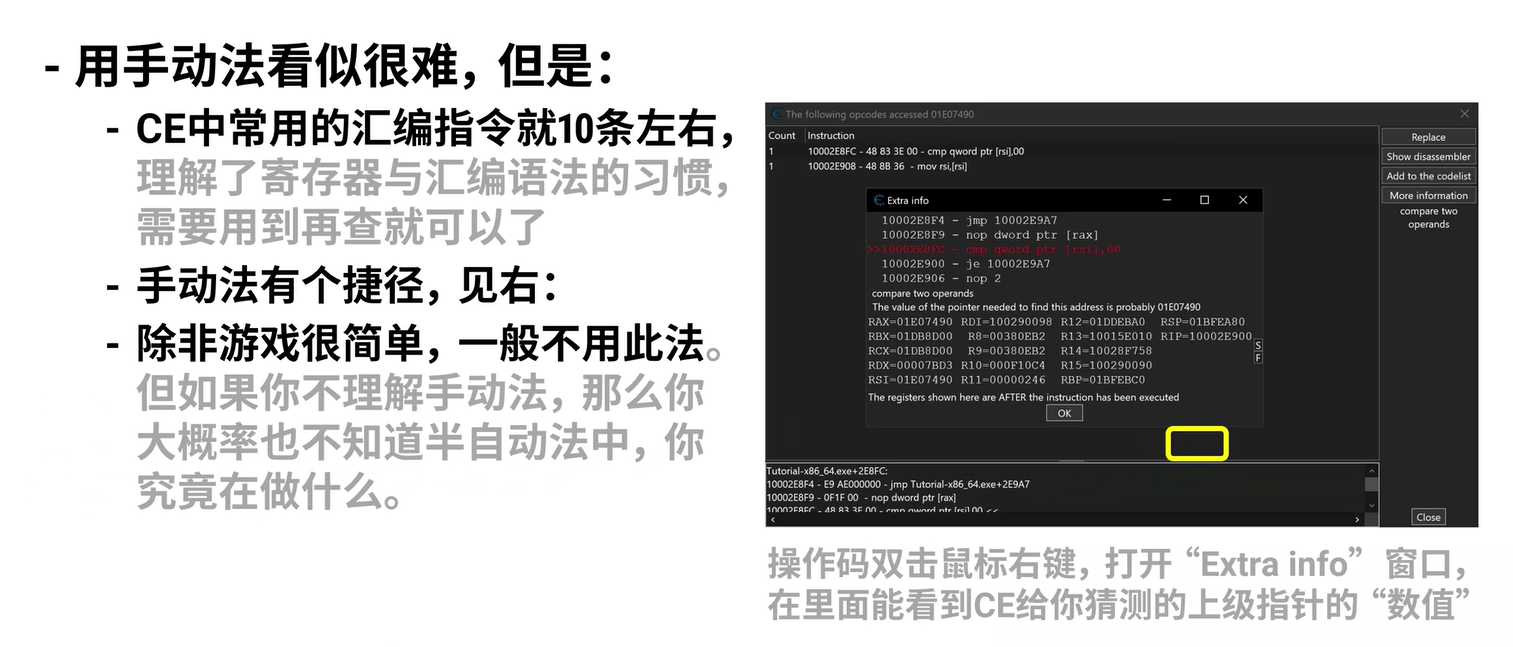 - 用手动法看似很难，但是：
- CE中常用的汇编指令就10条左右，
理解了寄存器与汇编语法的习惯，
需要用到再查就可以了
- 手动法有个捷径，见右：
- 除非游戏很简单，一般不用此法。
但如果你不理解手动法，那么你
大概率也不知道半自动法中，你
究竟在做什么。
The following opcodes accessed 01E07490
Count Instruction
1 10002E8FC - 48 83 3E 00 - cmp qword ptr [rsi],00
1 10002E908 - 48 8B 36 - mov rsi,[rsi]
Replace
Show disassembler
Add to the codelist
More information
compare two
operands
Extra info
10002E8F4 - jmp 10002E9A7
10002E8F9 - nop dword ptr [rax]
>>10002E8FC - cmp qword ptr [rsi],00
10002E900 - je 10002E9A7
10002E906 - nop 2
compare two operands
The value of the pointer needed to find this address is probably 01E07490
RAX=01E07490 RDI=100290098 R12=01DDEBA0 RSP=01BFEA80
RBX=01DB8D00 R8=00380EB2 R13=10015E010 RIP=10002E900
RCX=01DB8D00 R9=00380EB2 R14=10028F758
RDX=00007BD3 R10=000F10C4 R15=100290090
RSI=01E07490 R11=00000246 RBP=01BFEBC0
S
F
The registers shown here are AFTER the instruction has been executed
OK
Tutorial-x86_64.exe+2E8FC:
10002E8F4 - E9 AE000000 - jmp Tutorial-x86_64.exe+2E9A7
10002E8F9 - 0F1F 00 - nop dword ptr [rax]
10002E8FC - 48 83 3E 00 - cmp qword ptr [rsi],00 <<
Close
操作码双击鼠标右键，打开“Extra info” 窗口，
在里面能看到CE给你猜测的上级指针的“数值”